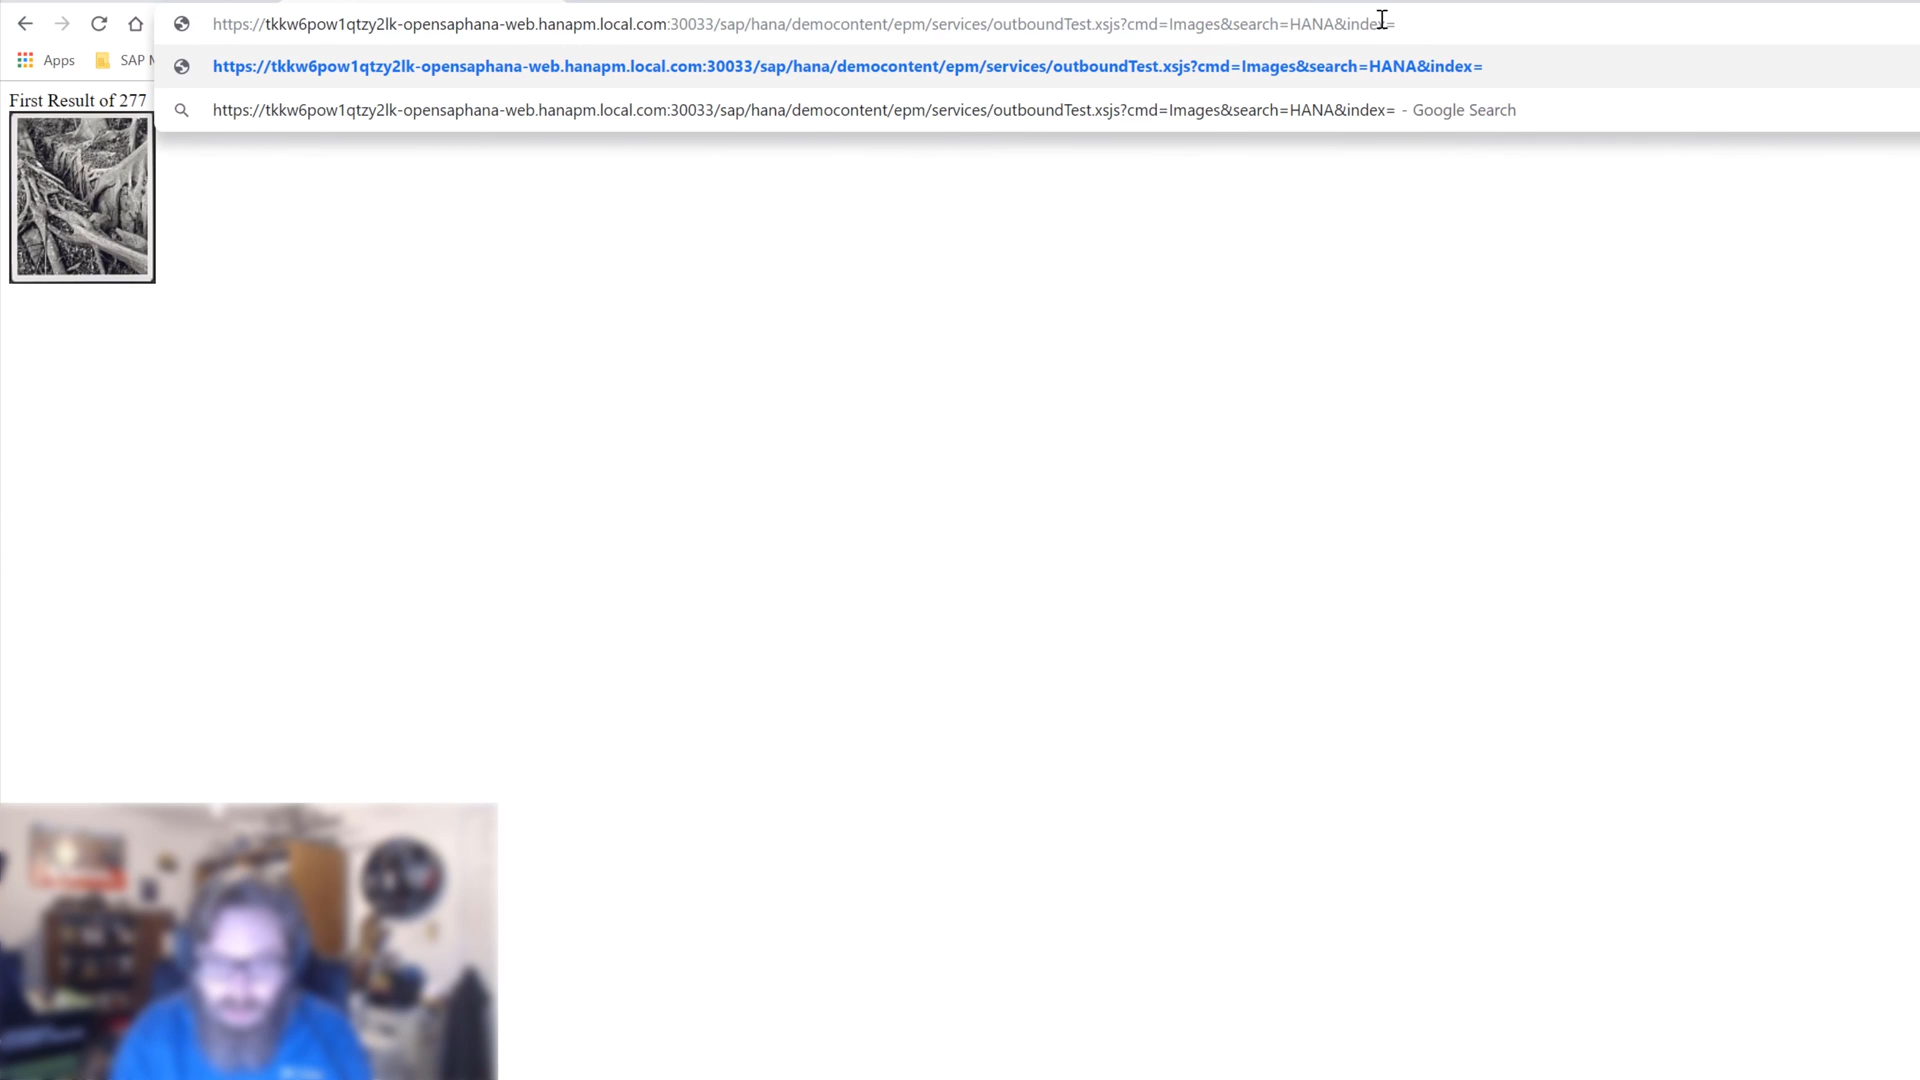 https://tkkw6pow1qtzy2lk-opensaphana-web.hanapm.local.com:30033/sap/hana/democontent/epm/services/outboundTest.xsjs?cmd=Images&search=HANA&index=
Apps SAP
https://tkkw6pow1qtzy2lk-opensaphana-web.hanapm.local.com:30033/sap/hana/democontent/epm/services/outboundTest.xsjs?cmd=Images&search=HANA&index=
First Result of 277
https://tkkw6pow1qtzy2lk-opensaphana-web.hanapm.local.com:30033/sap/hana/democontent/epm/services/outboundTest.xsjs?cmd=Images&search=HANA&index= - Google Search